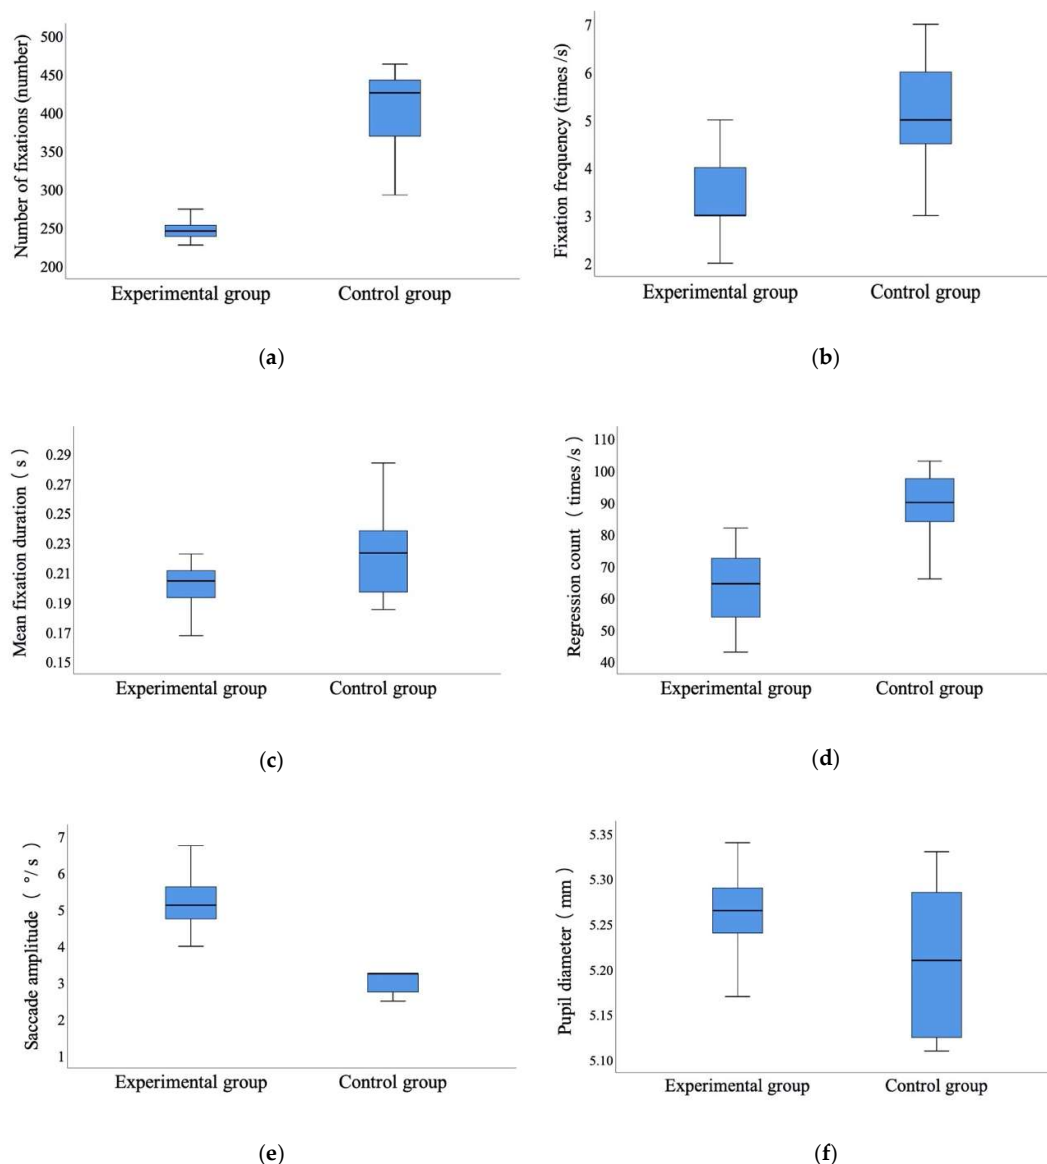 Number of fixations (number)
500
450
400
350
300
250
200
Experimental group
Control group
(a)
Fixation frequency (times /s)
7
6
5
4
3
2
Experimental group
Control group
(b)
Mean fixation duration ( s )
0.29
0.27
0.25
0.23
0.21
0.19
0.17
0.15
Experimental group
Control group
(c)
Regression count ( times /s )
110
100
90
80
70
60
50
40
Experimental group
Control group
(d)
Saccade amplitude ( °/ s )
7
6
5
4
3
2
1
Experimental group
Control group
(e)
Pupil diameter ( mm )
5.35
5.30
5.25
5.20
5.15
5.10
Experimental group
Control group
(f)